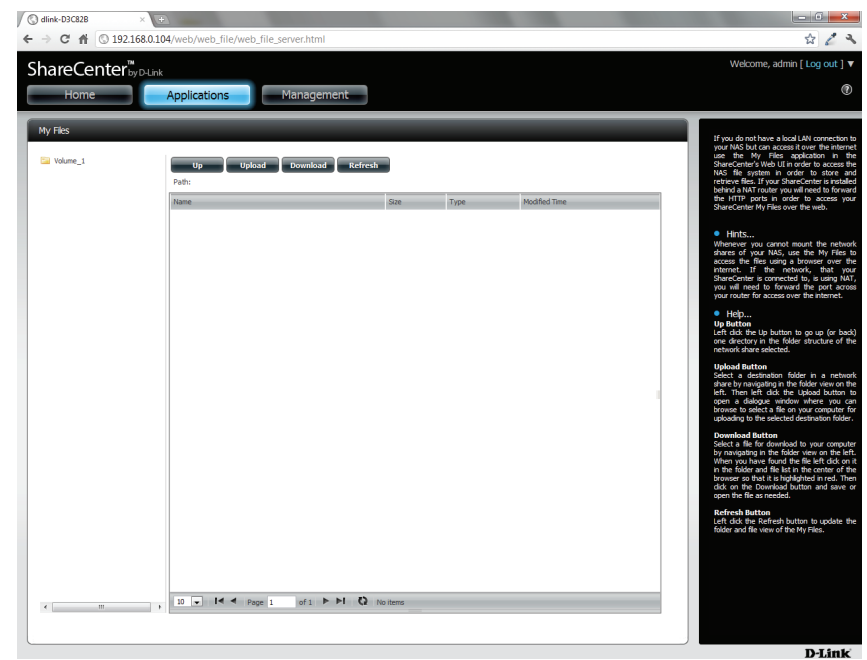 dlink-D3C82B
192.168.0.104/web/web_file/web_file_server.html
ShareCenter™ by D-Link
Welcome, admin [ Log out ] ▼
Home
Applications
Management
My Files
Volume_1
Up
Upload
Download
Refresh
Path:
Name
Size
Type
Modified Time
10
Page 1 of 1
No items
If you do not have a local LAN connection to
your NAS but can access it over the internet
use the My Files application in the
ShareCenter's Web UI in order to access the
NAS file system in order to store and
retrieve files. If your ShareCenter is installed
behind a NAT router you will need to forward
the HTTP ports in order to access your
ShareCenter My Files over the web.
Hints...
Whenever you cannot mount the network
shares of your NAS, use the My Files to
access the files using a browser over the
internet. If the network, that your
ShareCenter is connected to, is using NAT,
you will need to forward the port across
your router for access over the internet.
Help...
Up Button
Left click the Up button to go up (or back)
one directory in the folder structure of the
network share selected.
Upload Button
Select a destination folder in a network
share by navigating in the folder view on the
left. Then left click the Upload button to
open a dialogue window where you can
browse to select a file on your computer for
uploading to the selected destination folder.
Download Button
Select a file for download to your computer
by navigating in the folder view on the left.
When you have found the file left click on it
in the folder and file list in the center of the
browser so that it is highlighted in red. Then
click on the Download button and save or
open the file as needed.
Refresh Button
Left click the Refresh button to update the
folder and file view of the My Files.
D-Link